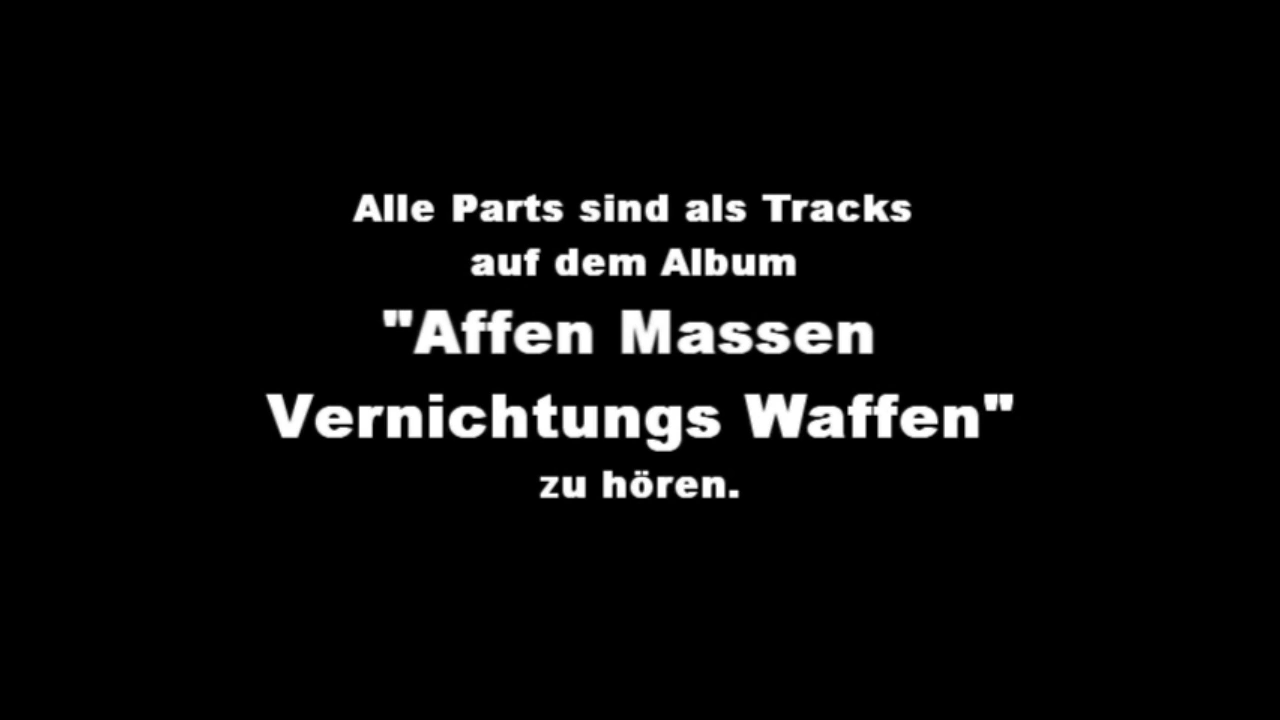 Alle Parts sind als Tracks
auf dem Album
"Affen Massen
Vernichtungs Waffen"
zu hören.